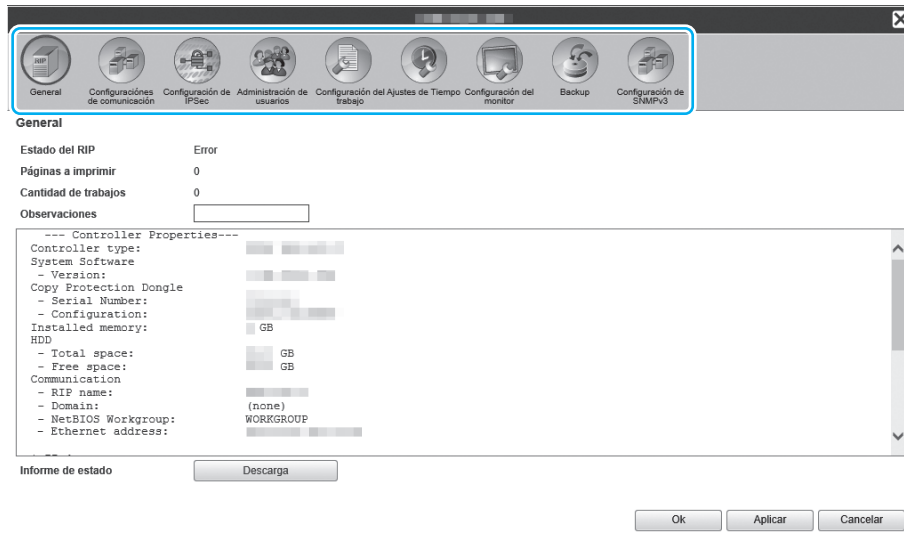 RIP
General
Configuraciónes de comunicación
Configuración de IPSec
Administración de usuarios
Configuración del trabajo
Ajustes de Tiempo
Configuración del monitor
Backup
Configuración de SNMPv3
General
Estado del RIP Error
Páginas a imprimir 0
Cantidad de trabajos 0
Observaciones
--- Controller Properties---
Controller type:
System Software
- Version:
Copy Protection Dongle
- Serial Number:
- Configuration:
Installed memory: GB
HDD
- Total space: GB
- Free space: GB
Communication
- RIP name:
- Domain: (none)
- NetBIOS Workgroup: WORKGROUP
- Ethernet address:
Informe de estado Descarga
Ok Aplicar Cancelar